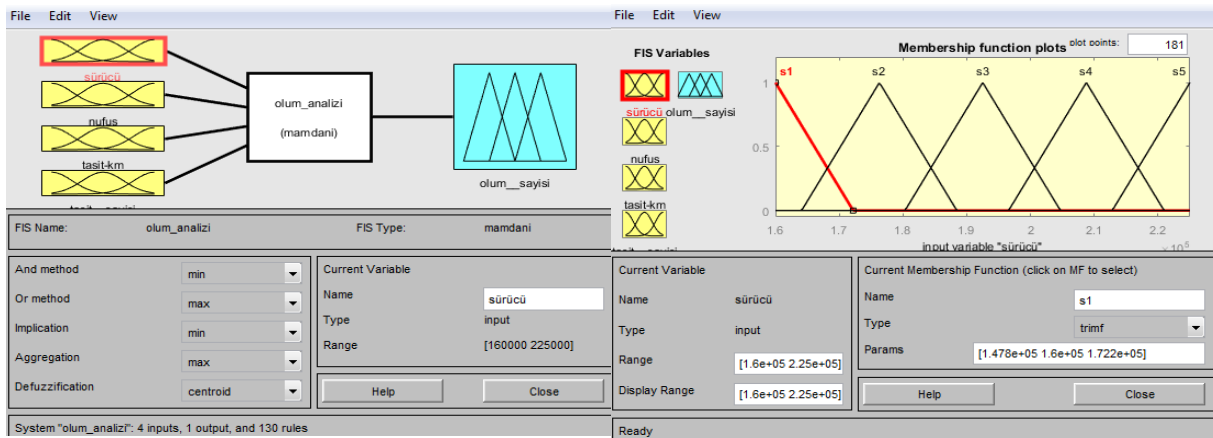 File Edit View
sürücü
nufus
tasit-km
olum_analizi
(mamdani)
olum__sayisi
FIS Name: olum_analizi FIS Type: mamdani
And method min
Or method max
Implication min
Aggregation max
Defuzzification centroid
Current Variable
Name sürücü
Type input
Range [160000 225000]
Help Close
System "olum_analizi": 4 inputs, 1 output, and 130 rules
File Edit View
FIS Variables
sürücü olum__sayisi
nufus
tasit-km
Membership function plots plot points: 181
s1 s2 s3 s4 s5
1
0.5
0
1.6 1.7 1.8 1.9 2 2.1 2.2
input variable "sürücü"
× 10^5
Current Variable
Name sürücü
Type input
Range [1.6e+05 2.25e+05]
Display Range [1.6e+05 2.25e+05]
Current Membership Function (click on MF to select)
Name s1
Type trimf
Params [1.478e+05 1.6e+05 1.722e+05]
Help Close
Ready